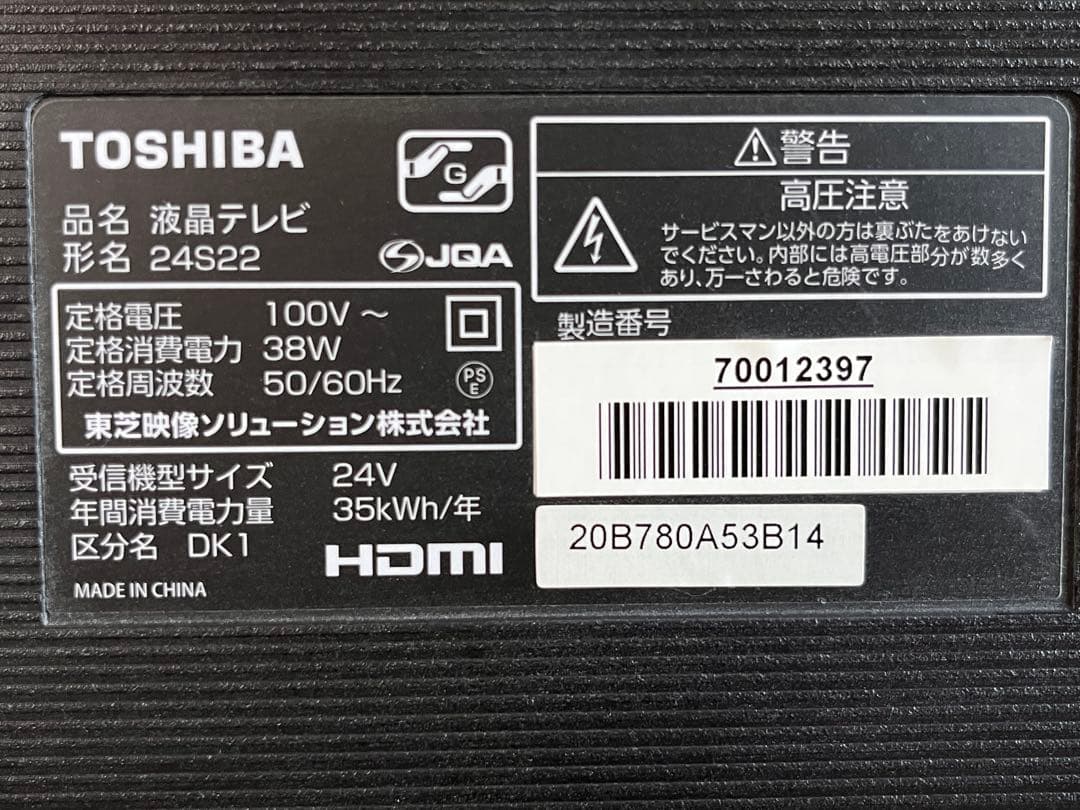 TOSHIBA
G
品名 液晶テレビ
形名 24S22
JQA
定格電圧 100V～
定格消費電力 38W
定格周波数 50/60Hz
PS
E
東芝映像ソリューション株式会社
受信機型サイズ 24V
年間消費電力量 35kWh/年
区分名 DK1
HDMI
MADE IN CHINA
警告
高圧注意
サービスマン以外の方は裏ぶたをあけない
でください。内部には高電圧部分が数多く
あり、万一さわると危険です。
製造番号
70012397
20B780A53B14